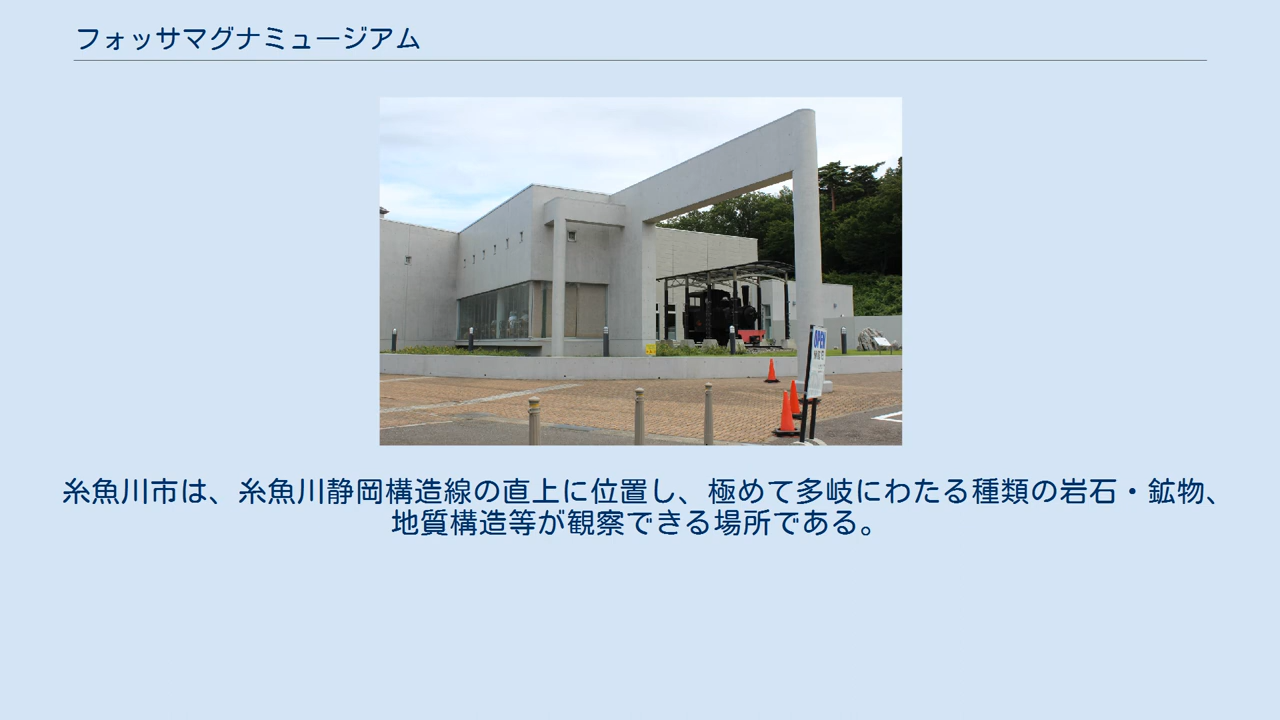 フォッサマグナミュージアム
OPEN
糸魚川市は、糸魚川静岡構造線の直上に位置し、極めて多岐にわたる種類の岩石・鉱物、
地質構造等が観察できる場所である。